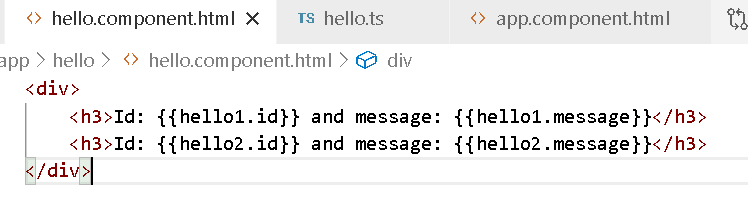 hello.component.html × TS hello.ts <> app.component.html
app > hello > <> hello.component.html > div
<div>
<h3>Id: {{hello1.id}} and message: {{hello1.message}}</h3>
<h3>Id: {{hello2.id}} and message: {{hello2.message}}</h3>
</div>